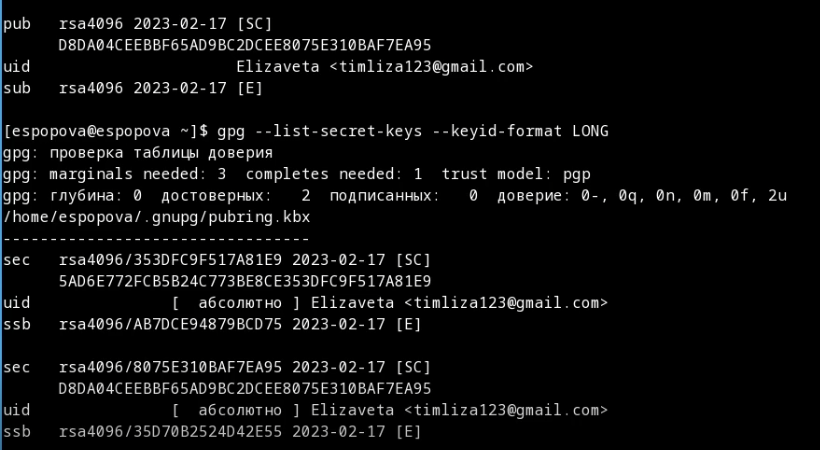 pub   rsa4096 2023-02-17 [SC]
      D8DA04CEEBBF65AD9BC2DCEE8075E310BAF7EA95
uid                      Elizaveta <timliza123@gmail.com>
sub   rsa4096 2023-02-17 [E]
[espopova@espopova ~]$ gpg --list-secret-keys --keyid-format LONG
gpg: проверка таблицы доверия
gpg: marginals needed: 3  completes needed: 1  trust model: pgp
gpg: глубина: 0  достоверных:   2  подписанных:   0  доверие: 0-, 0q, 0n, 0m, 0f, 2u
/home/espopova/.gnupg/pubring.kbx
---------------------------------
sec   rsa4096/353DFC9F517A81E9 2023-02-17 [SC]
      5AD6E772FCB5B24C773BE8CE353DFC9F517A81E9
uid               [  абсолютно ] Elizaveta <timliza123@gmail.com>
ssb   rsa4096/AB7DCE94879BCD75 2023-02-17 [E]
sec   rsa4096/8075E310BAF7EA95 2023-02-17 [SC]
      D8DA04CEEBBF65AD9BC2DCEE8075E310BAF7EA95
uid               [  абсолютно ] Elizaveta <timliza123@gmail.com>
ssb   rsa4096/35D70B2524D42E55 2023-02-17 [E]